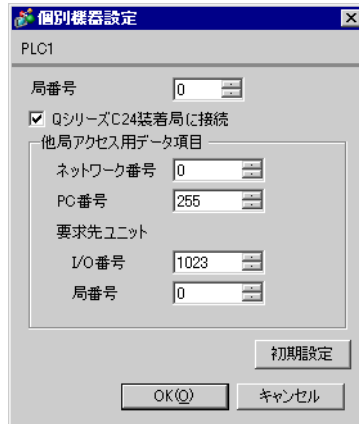 個別機器設定
PLC1
局番号 0
QシリーズC24装着局に接続
他局アクセス用データ項目
ネットワーク番号 0
PC番号 255
要求先ユニット
I/O番号 1023
局番号 0
初期設定
OK(O) キャンセル